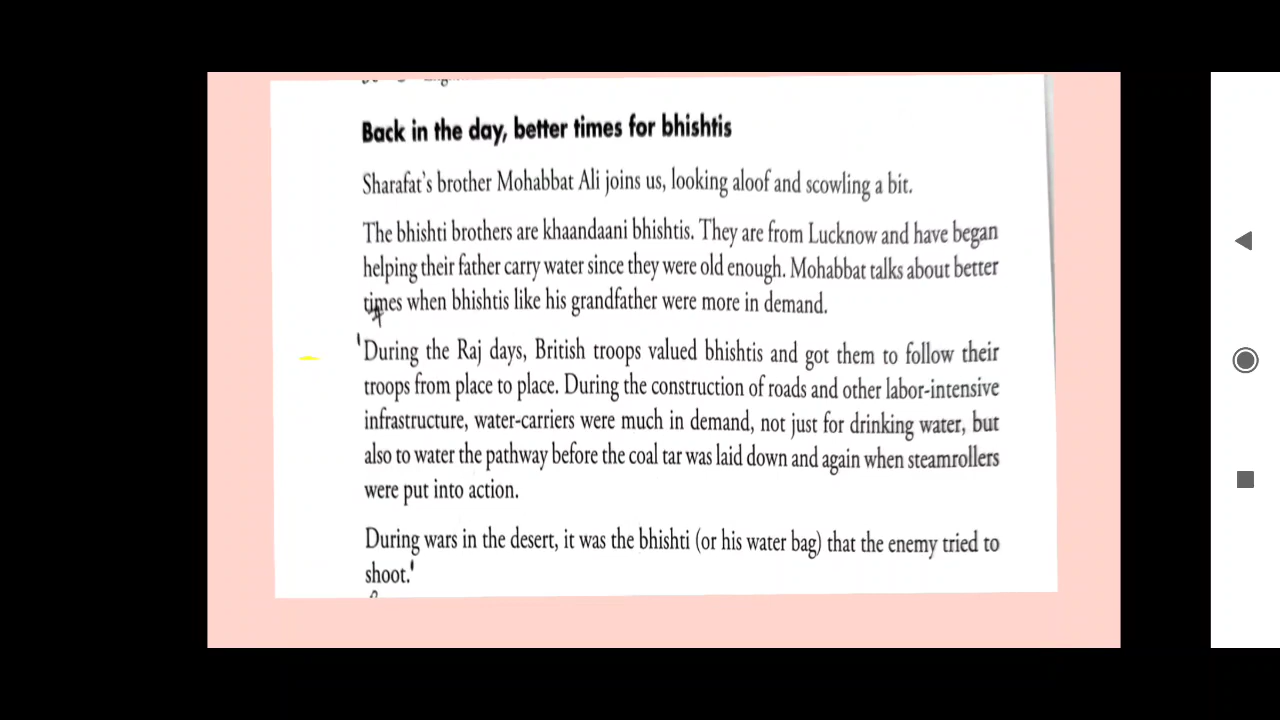 Back in the day, better times for bhishtis
Sharafat's brother Mohabbat Ali joins us, looking aloof and scowling a bit.
The bhishti brothers are khaandaani bhishtis. They are from Lucknow and have began
helping their father carry water since they were old enough. Mohabbat talks about better
times when bhishtis like his grandfather were more in demand.
'During the Raj days, British troops valued bhishtis and got them to follow their
troops from place to place. During the construction of roads and other labor-intensive
infrastructure, water-carriers were much in demand, not just for drinking water, but
also to water the pathway before the coal tar was laid down and again when steamrollers
were put into action.
During wars in the desert, it was the bhishti (or his water bag) that the enemy tried to
shoot.'